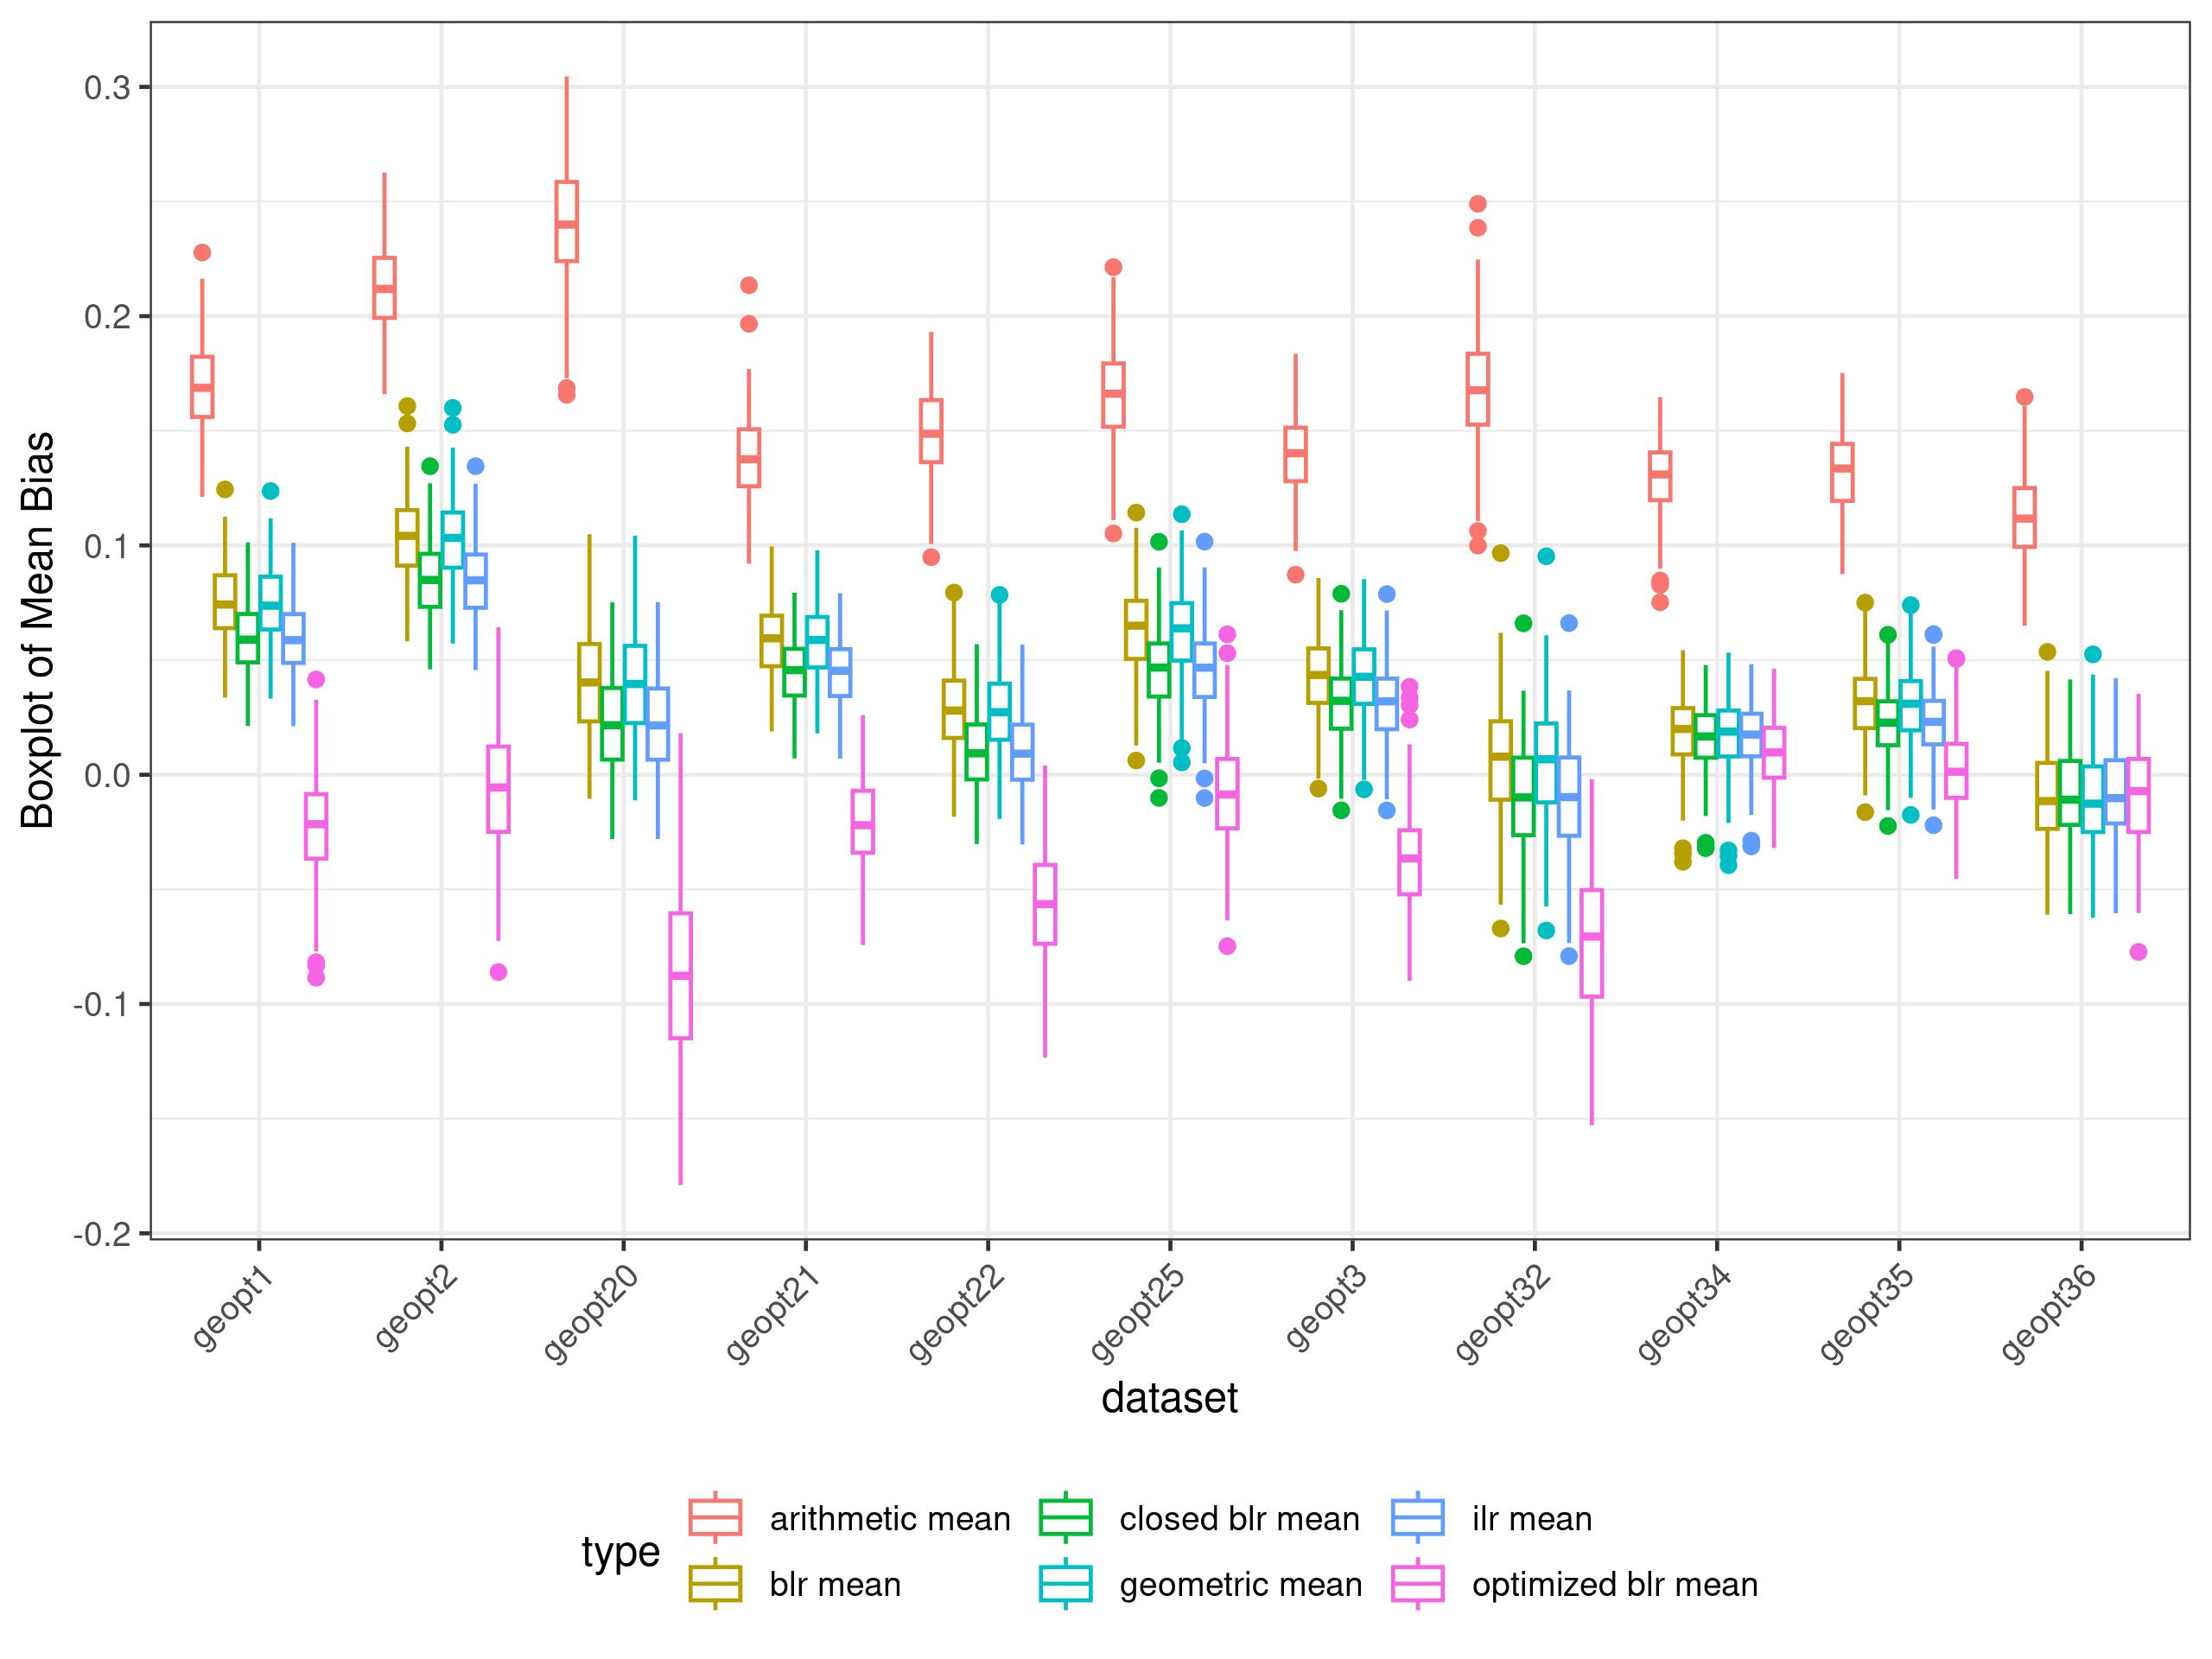 Boxplot of Mean Bias
0.3
0.2
0.1
0.0
-0.1
-0.2
geopt1
geopt2
geopt20
geopt21
geopt22
geopt25
geopt3
geopt32
geopt34
geopt35
geopt36
dataset
type
arithmetic mean
blr mean
closed blr mean
geometric mean
ilr mean
optimized blr mean